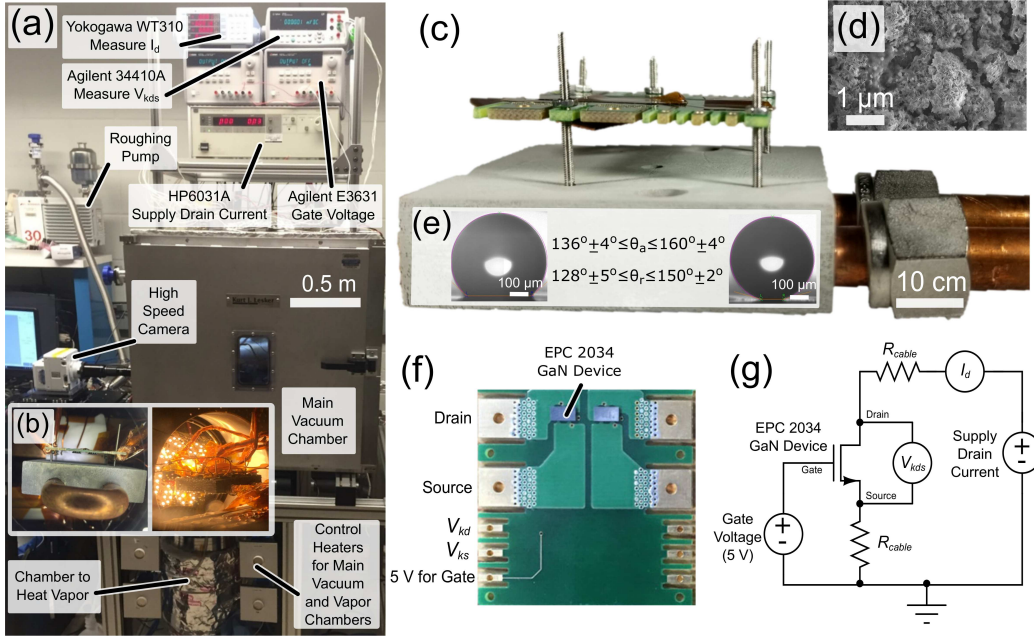 (a)
Yokogawa WT310
Measure Id
Agilent 34410A
Measure Vkds
Roughing
Pump
HP6031A
Supply Drain Current
Agilent E3631
Gate Voltage
30
0.5 m
High
Speed
Camera
Main
Vacuum
Chamber
(b)
Chamber to
Heat Vapor
Control
Heaters
for Main
Vacuum
and Vapor
Chambers
(c)
10 cm
(d)
1 µm
(e)
136°±4°≤θa≤160°±4°
128°±5°≤θr≤150°±2°
100 µm
100 µm
(f)
EPC 2034
GaN Device
Drain
Source
Vkd
Vks
5 V for Gate
(g)
Rcable
Id
Drain
EPC 2034
GaN Device
Gate
Vkds
Source
Supply
Drain
Current
+
−
Gate
Voltage
(5 V)
+
−
Rcable